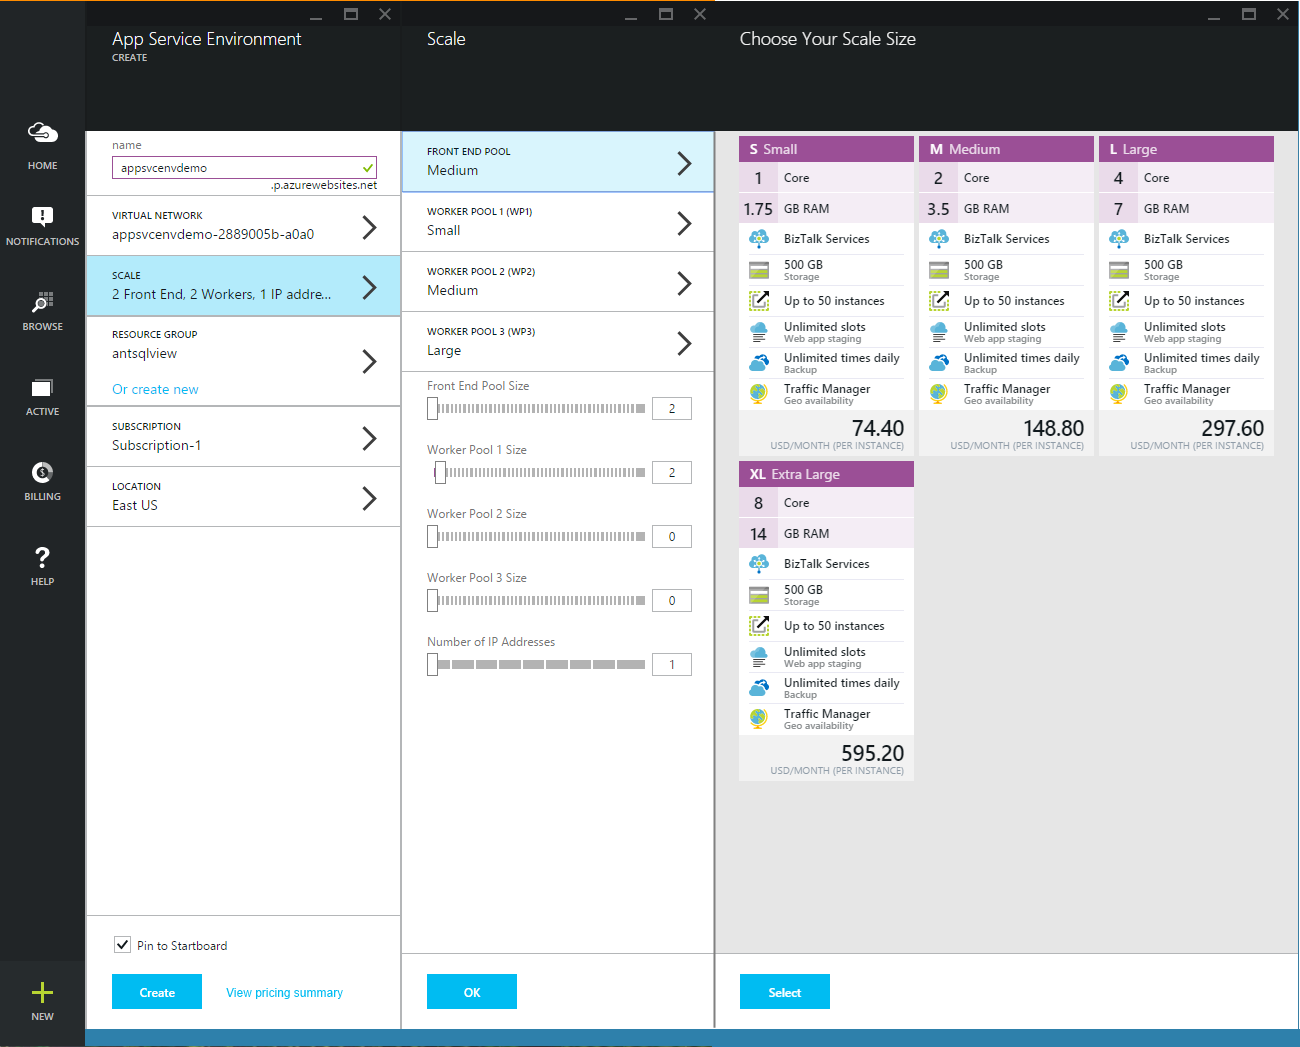 HOME
NOTIFICATIONS
BROWSE
ACTIVE
BILLING
HELP
NEW
App Service Environment
CREATE
name
appsvcenvdemo
.p.azurewebsites.net
VIRTUAL NETWORK
appsvcenvdemo-2889005b-a0a0
SCALE
2 Front End, 2 Workers, 1 IP addre...
RESOURCE GROUP
antsqlview
Or create new
SUBSCRIPTION
Subscription-1
LOCATION
East US
Pin to Startboard
Create
View pricing summary
Scale
FRONT END POOL
Medium
WORKER POOL 1 (WP1)
Small
WORKER POOL 2 (WP2)
Medium
WORKER POOL 3 (WP3)
Large
Front End Pool Size
2
Worker Pool 1 Size
2
Worker Pool 2 Size
0
Worker Pool 3 Size
0
Number of IP Addresses
1
OK
Choose Your Scale Size
S Small
1 Core
1.75 GB RAM
BizTalk Services
500 GB
Storage
Up to 50 instances
Unlimited slots
Web app staging
Unlimited times daily
Backup
Traffic Manager
Geo availability
74.40
USD/MONTH (PER INSTANCE)
M Medium
2 Core
3.5 GB RAM
BizTalk Services
500 GB
Storage
Up to 50 instances
Unlimited slots
Web app staging
Unlimited times daily
Backup
Traffic Manager
Geo availability
148.80
USD/MONTH (PER INSTANCE)
L Large
4 Core
7 GB RAM
BizTalk Services
500 GB
Storage
Up to 50 instances
Unlimited slots
Web app staging
Unlimited times daily
Backup
Traffic Manager
Geo availability
297.60
USD/MONTH (PER INSTANCE)
XL Extra Large
8 Core
14 GB RAM
BizTalk Services
500 GB
Storage
Up to 50 instances
Unlimited slots
Web app staging
Unlimited times daily
Backup
Traffic Manager
Geo availability
595.20
USD/MONTH (PER INSTANCE)
Select